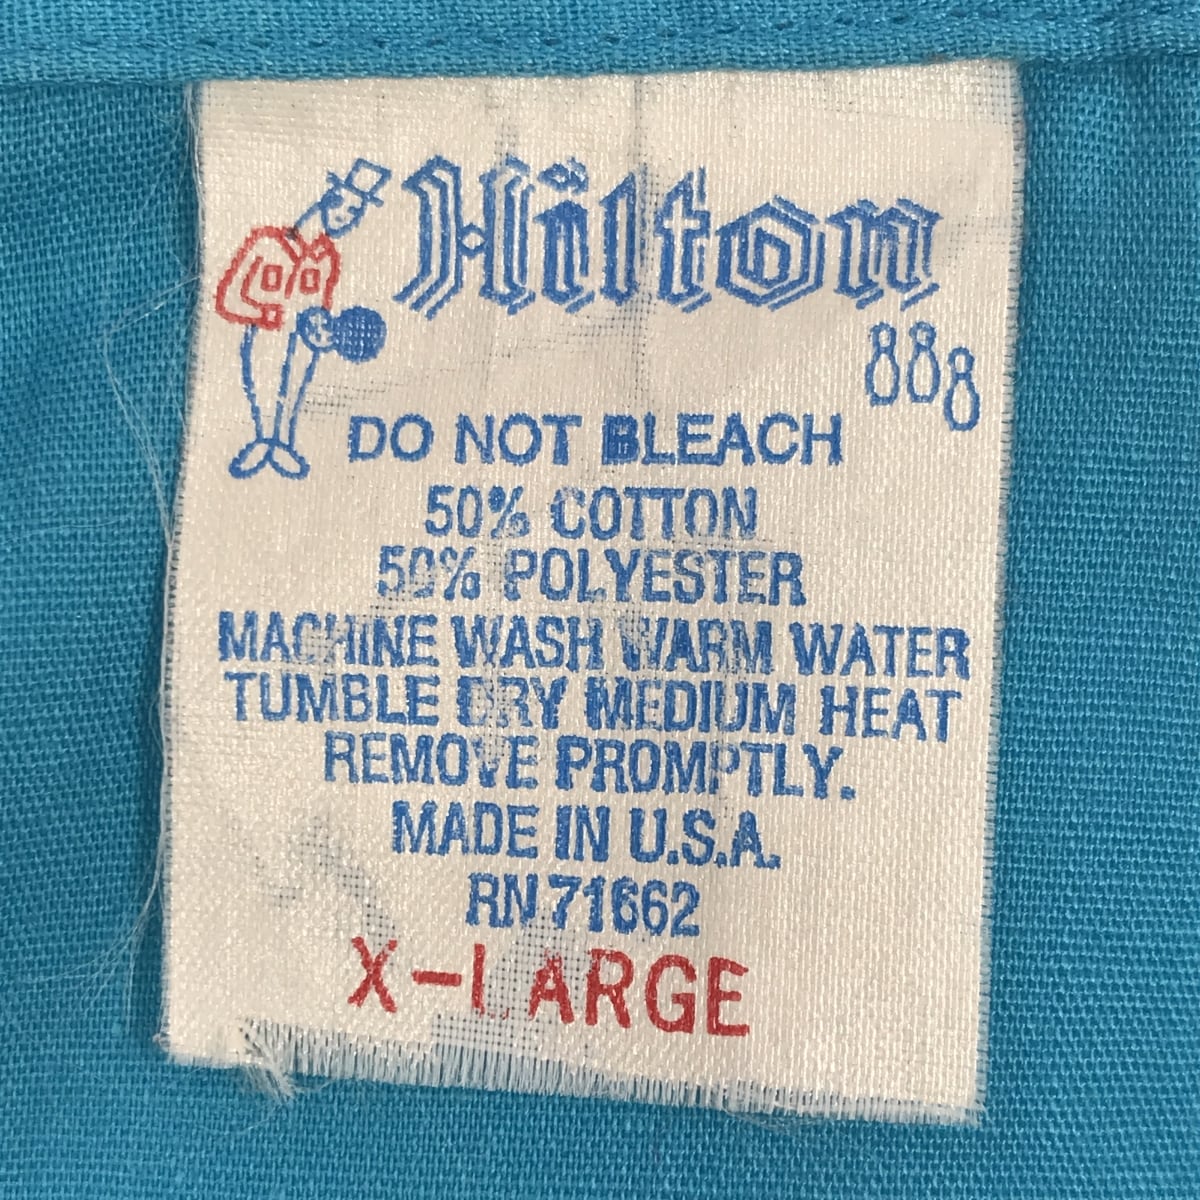 Hilton
DO NOT BLEACH
50% COTTON
50% POLYESTER
MACHINE WASH WARM WATER
TUMBLE DRY MEDIUM HEAT
REMOVE PROMPTLY.
MADE IN U.S.A.
RN 71662
X-LARGE